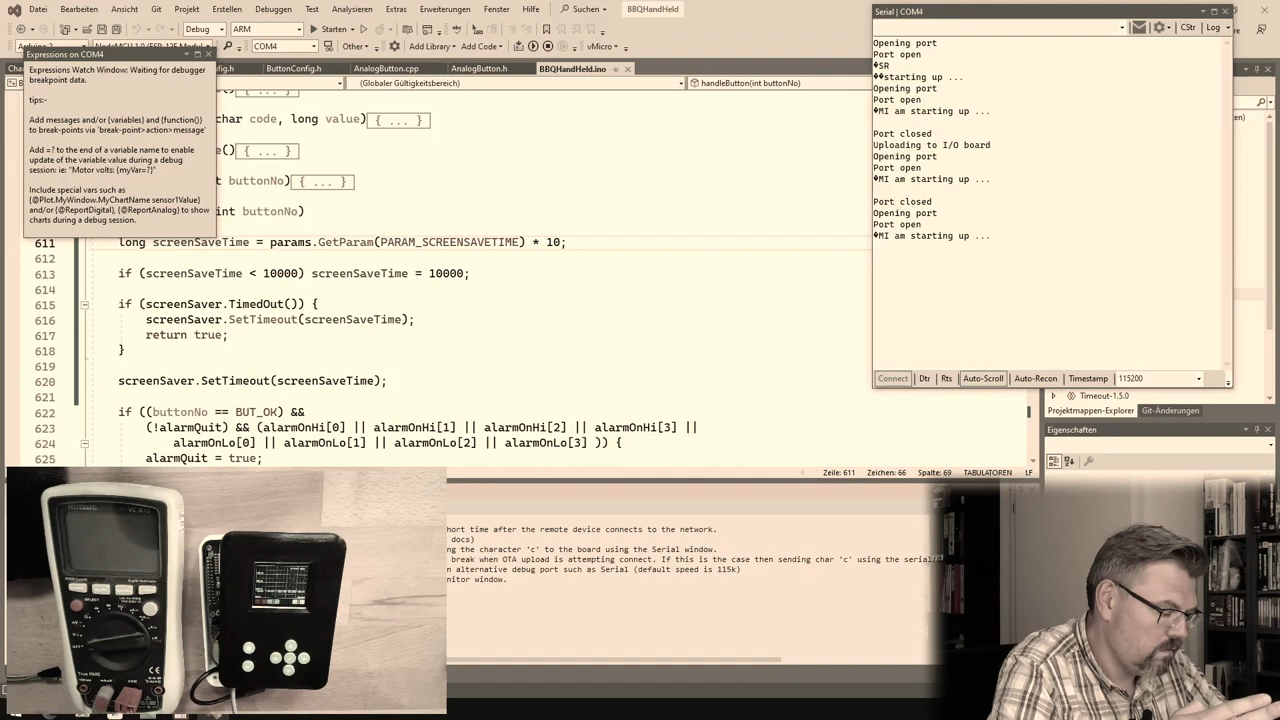 Datei
Bearbeiten
Ansicht
Git
Projekt
Erstellen
Debuggen
Test
Analysieren
Extras
Erweiterungen
Fenster
Hilfe
Suchen
BBQHandHeld
Debug
ARM
Starten
COM4
Other
Add Library
Add Code
vMicro
ButtonConfig.h
AnalogButton.cpp
AnalogButton.h
BBQHandHeld.ino
(Globaler Gültigkeitsbereich)
handleButton(int buttonNo)
Expressions on COM4
Expressions Watch Window: Waiting for debugger
breakpoint data.
tips:-
Add messages and/or {variables} and {function()}
to break-points via 'break-point>action>message'
Add =? to the end of a variable name to enable
update of the variable value during a debug
session: ie: "Motor volts: {myVar=?}"
Include special vars such as
{@Plot.MyWindow.MyChartName sensor1Value}
and/or {@ReportDigital}, {@ReportAnalog} to show
charts during a debug session.
char code, long value) { ... }
() { ... }
t buttonNo) { ... }
int buttonNo)
611 long screenSaveTime = params.GetParam(PARAM_SCREENSAVETIME) * 10;
612
613 if (screenSaveTime < 10000) screenSaveTime = 10000;
614
615 if (screenSaver.TimedOut()) {
616 screenSaver.SetTimeout(screenSaveTime);
617 return true;
618 }
619
620 screenSaver.SetTimeout(screenSaveTime);
621
622 if ((buttonNo == BUT_OK) &&
623 (!alarmQuit) && (alarmOnHi[0] || alarmOnHi[1] || alarmOnHi[2] || alarmOnHi[3] ||
624 alarmOnLo[0] || alarmOnLo[1] || alarmOnLo[2] || alarmOnLo[3] )) {
625 alarmQuit = true;
Zeile: 611
Zeichen: 66
Spalte: 69
TABULATOREN
LF
Serial | COM4
CStr
Log
Opening port
Port open
�SR
��starting up ...
Opening port
Port open
�MI am starting up ...
Port closed
Uploading to I/O board
Opening port
Port open
�MI am starting up ...
Port closed
Opening port
Port open
�MI am starting up ...
Connect
Dtr
Rts
Auto-Scroll
Auto-Recon
Timestamp
115200
Timeout-1.5.0
Projektmappen-Explorer
Git-Änderungen
Eigenschaften
hort time after the remote device connects to the network.
docs)
ng the character 'c' to the board using the Serial window.
break when OTA upload is attempting connect. If this is the case then sending char 'c' using the serial/
n alternative debug port such as Serial (default speed is 115k)
nitor window.